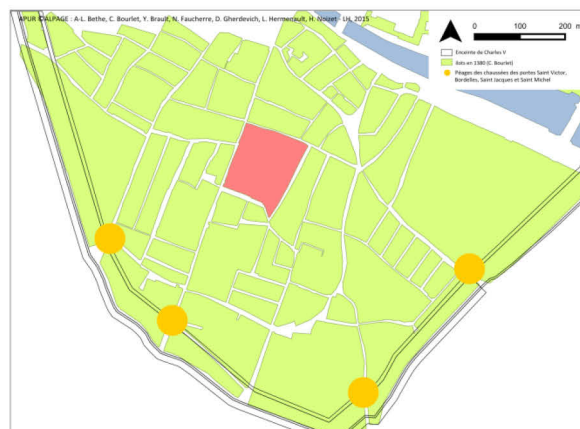 APUR ©ALPAGE : A-L. Bethe, C. Bourlet, Y. Brault, N. Faucherre, D. Gherdevich, L. Hermenault, H. Noizet - LH, 2015
0 100 200 m
Enceinte de Charles V
Ilots en 1380 (C. Bourlet)
Péages des chaussées des portes Saint Victor,
Bordelles, Saint Jacques et Saint Michel